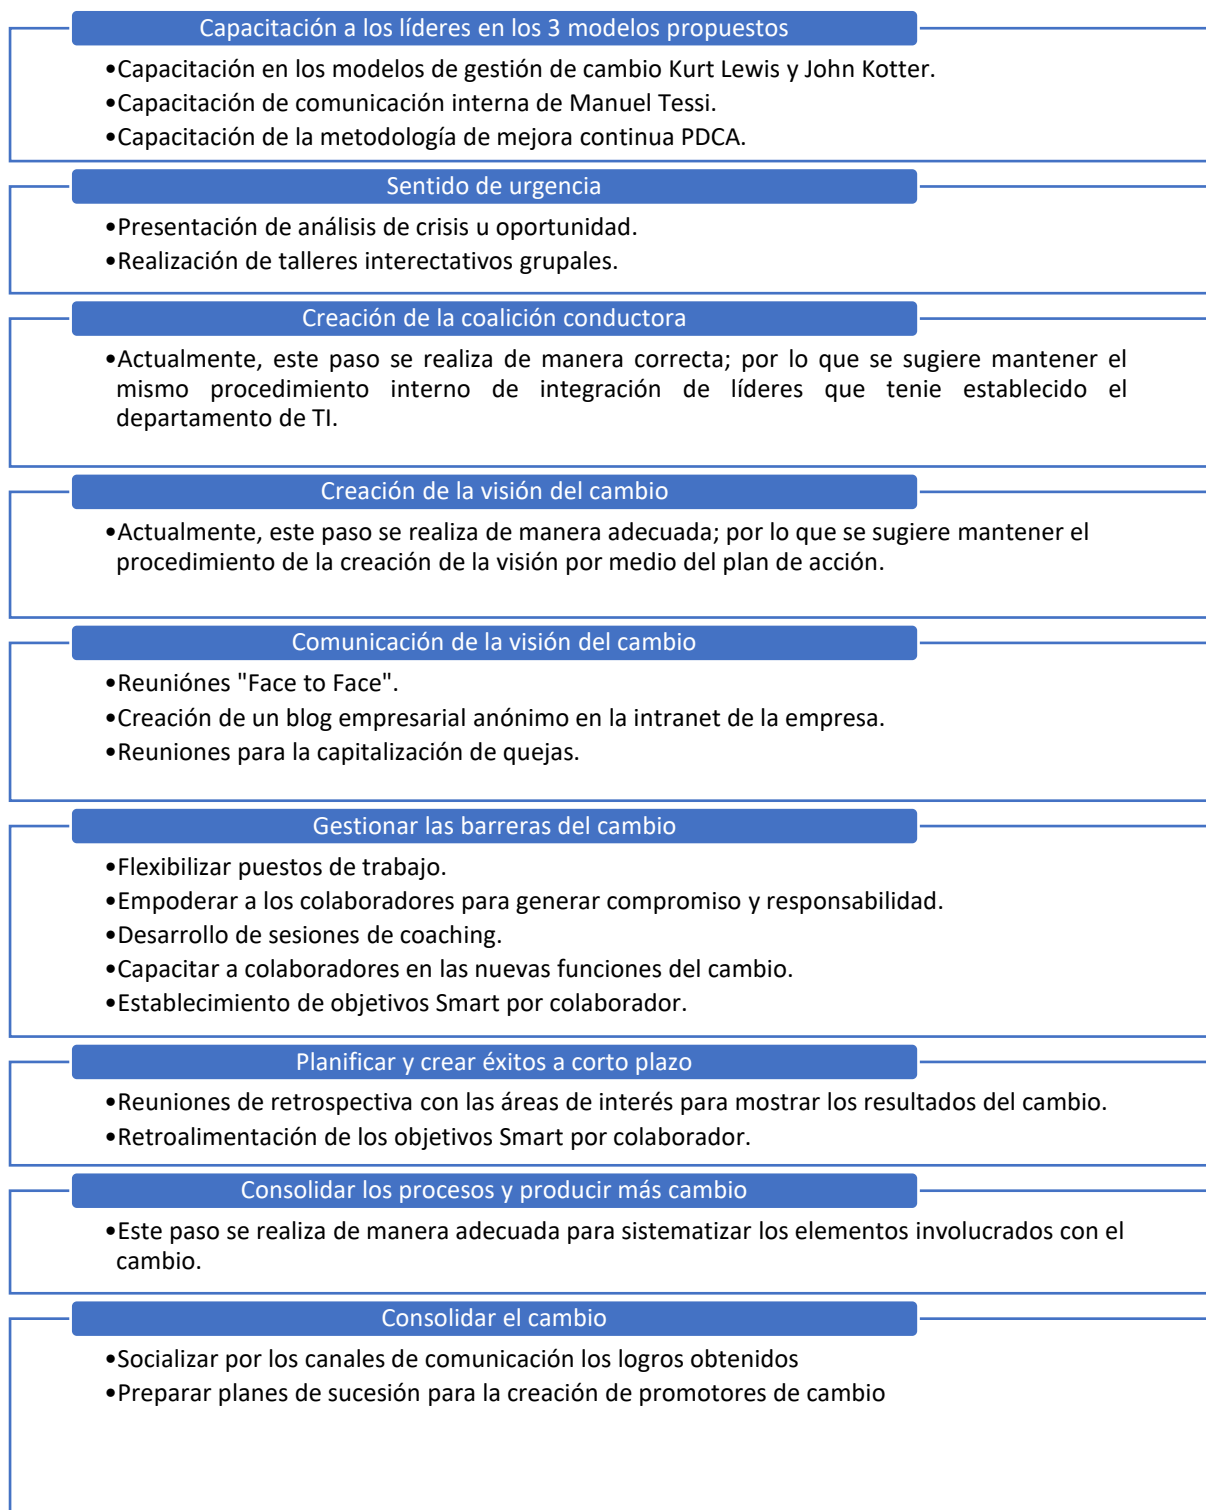 Capacitación a los líderes en los 3 modelos propuestos
•Capacitación en los modelos de gestión de cambio Kurt Lewis y John Kotter.
•Capacitación de comunicación interna de Manuel Tessi.
•Capacitación de la metodología de mejora continua PDCA.
Sentido de urgencia
•Presentación de análisis de crisis u oportunidad.
•Realización de talleres interectativos grupales.
Creación de la coalición conductora
•Actualmente, este paso se realiza de manera correcta; por lo que se sugiere mantener el
mismo procedimiento interno de integración de líderes que tenie establecido el
departamento de TI.
Creación de la visión del cambio
•Actualmente, este paso se realiza de manera adecuada; por lo que se sugiere mantener el
procedimiento de la creación de la visión por medio del plan de acción.
Comunicación de la visión del cambio
•Reuniónes "Face to Face".
•Creación de un blog empresarial anónimo en la intranet de la empresa.
•Reuniones para la capitalización de quejas.
Gestionar las barreras del cambio
•Flexibilizar puestos de trabajo.
•Empoderar a los colaboradores para generar compromiso y responsabilidad.
•Desarrollo de sesiones de coaching.
•Capacitar a colaboradores en las nuevas funciones del cambio.
•Establecimiento de objetivos Smart por colaborador.
Planificar y crear éxitos a corto plazo
•Reuniones de retrospectiva con las áreas de interés para mostrar los resultados del cambio.
•Retroalimentación de los objetivos Smart por colaborador.
Consolidar los procesos y producir más cambio
•Este paso se realiza de manera adecuada para sistematizar los elementos involucrados con el
cambio.
Consolidar el cambio
•Socializar por los canales de comunicación los logros obtenidos
•Preparar planes de sucesión para la creación de promotores de cambio